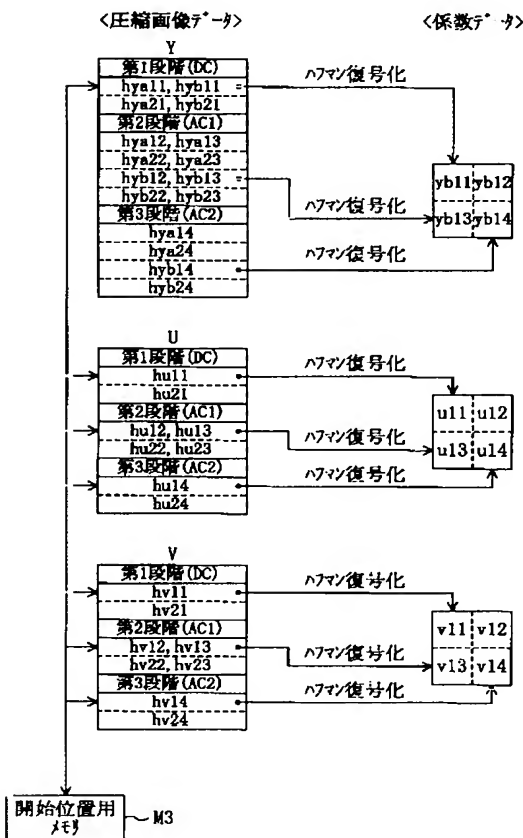 <圧縮画像データ>
<係数データ>
Y
第1段階(DC)
hya11, hyb11
hya21, hyb21
第2段階(AC1)
hya12, hya13
hya22, hya23
hyb12, hyb13
hyb22, hyb23
第3段階(AC2)
hya14
hya24
hyb14
hyb24
ハフマン復号化
ハフマン復号化
ハフマン復号化
yb11 yb12
yb13 yb14
U
第1段階(DC)
hu11
hu21
第2段階(AC1)
hu12, hu13
hu22, hu23
第3段階(AC2)
hu14
hu24
ハフマン復号化
ハフマン復号化
ハフマン復号化
u11 u12
u13 u14
V
第1段階(DC)
hv11
hv21
第2段階(AC1)
hv12, hv13
hv22, hv23
第3段階(AC2)
hv14
hv24
ハフマン復号化
ハフマン復号化
ハフマン復号化
v11 v12
v13 v14
開始位置用
メモリ
M3